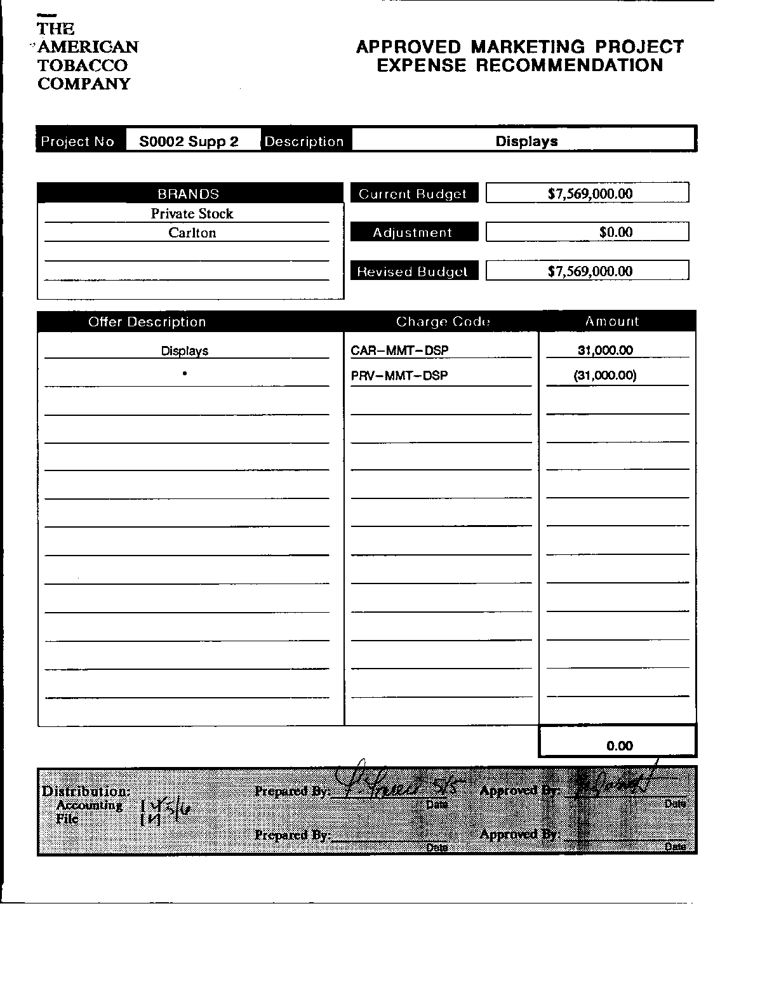 THE
AMERICAN
TOBACCO
COMPANY
APPROVED MARKETING PROJECT
EXPENSE RECOMMENDATION
Project No S0002 Supp 2 Description Displays
BRANDS
Private Stock
Carlton
Current Budget $7,569,000.00
Adjustment $0.00
Revised Budget $7,569,000.00
Offer Description Charge Code Amount
Displays CAR-MMT-DSP 31,000.00
" PRV-MMT-DSP (31,000.00)
0.00
Distribution:
Accounting 5/6
File
Prepared By: 5/5 Approved By:
Date Date
Prepared By: Approved By:
Date Date